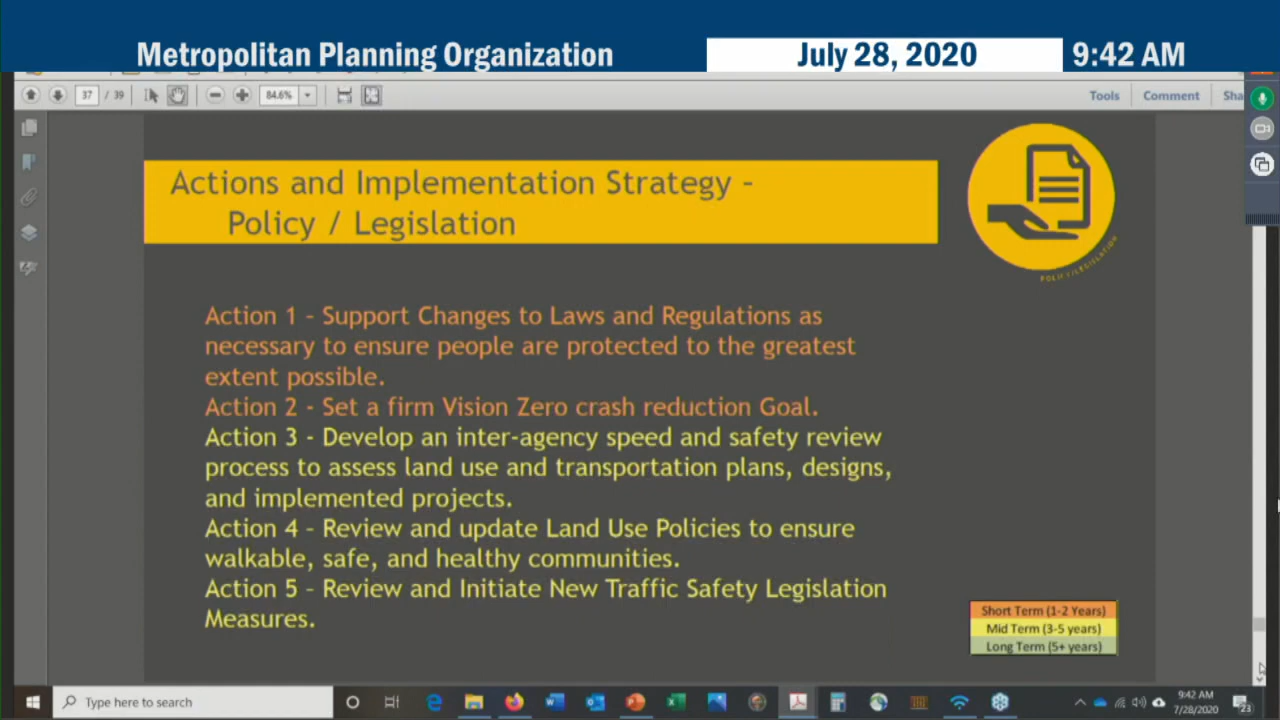 Metropolitan Planning Organization
July 28, 2020
9:42 AM
37 / 39
84.6%
Tools
Comment
Sha
Actions and Implementation Strategy -
Policy / Legislation
POLICY/LEGISLATION
Action 1 - Support Changes to Laws and Regulations as
necessary to ensure people are protected to the greatest
extent possible.
Action 2 - Set a firm Vision Zero crash reduction Goal.
Action 3 - Develop an inter-agency speed and safety review
process to assess land use and transportation plans, designs,
and implemented projects.
Action 4 - Review and update Land Use Policies to ensure
walkable, safe, and healthy communities.
Action 5 - Review and Initiate New Traffic Safety Legislation
Measures.
Short Term (1-2 Years)
Mid Term (3-5 years)
Long Term (5+ years)
Type here to search
9:42 AM
7/28/2020
23